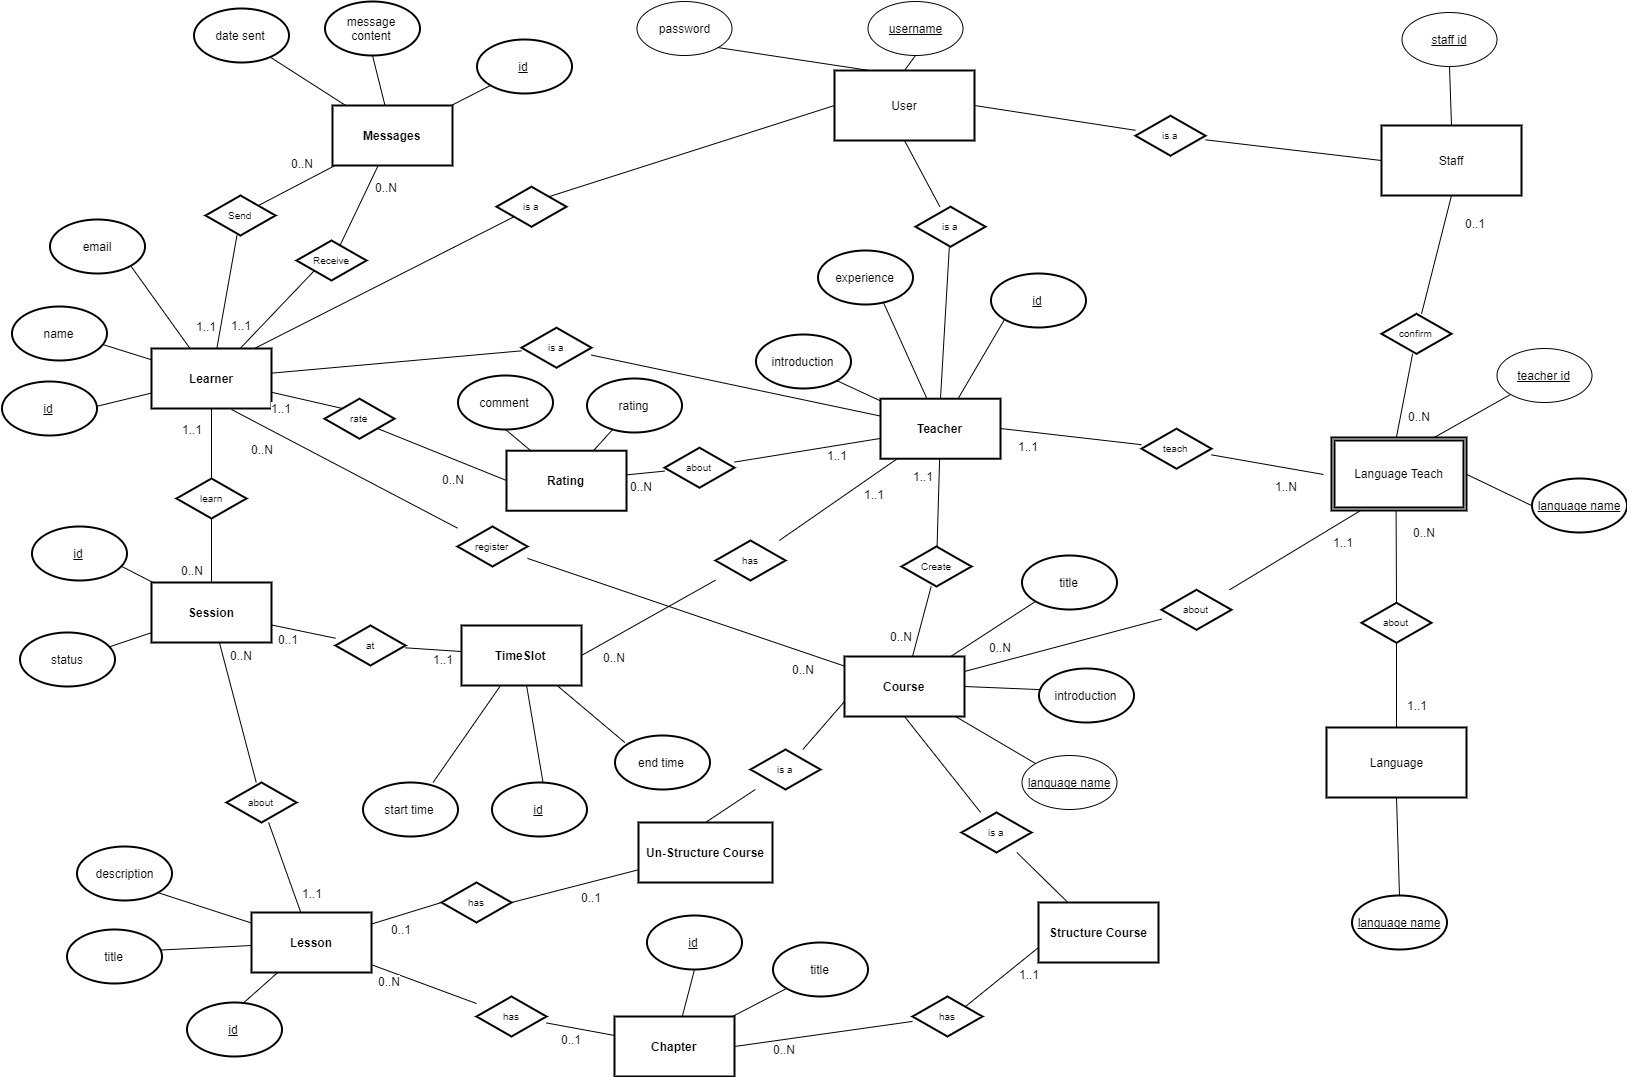 date sent
message
content
id
password
username
staff id
Messages
User
is a
Staff
0..N
0..N
Send
is a
is a
0..1
email
Receive
experience
id
name
1..1
1..1
confirm
is a
introduction
teacher id
Learner
id
1..1
comment
rating
rate
0..N
Teacher
1..1
teach
1..1
0..N
about
1..1
Rating
0..N
0..N
1..1
1..1
1..N
Language Teach
language name
learn
register
has
Create
1..1
0..N
id
0..N
title
about
about
Session
0..1
at
1..1
TimeSlot
0..N
0..N
0..N
0..N
status
0..N
Course
introduction
1..1
end time
is a
language name
Language
about
start time
id
is a
Un-Structure Course
description
1..1
has
0..1
0..1
language name
title
Lesson
id
Structure Course
0..N
title
1..1
id
has
0..1
Chapter
0..N
has